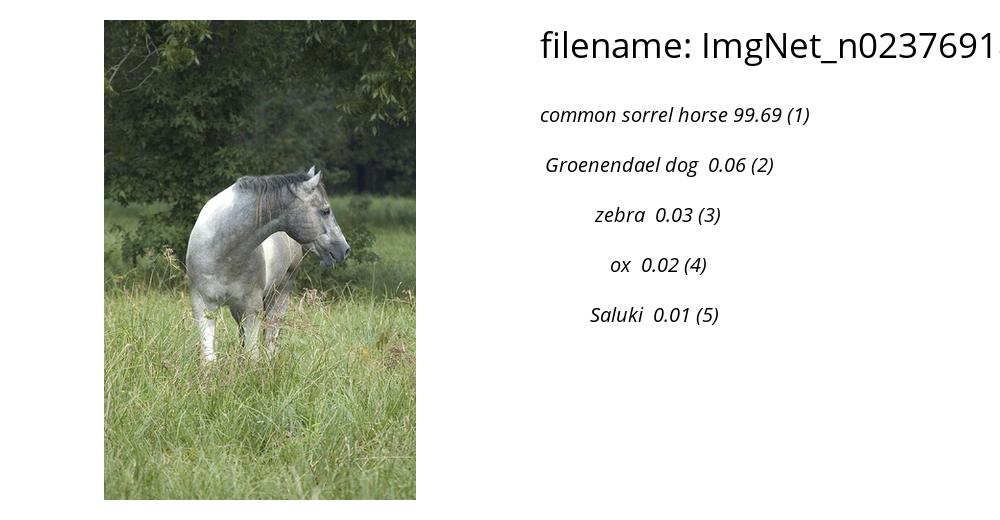 filename: ImgNet_n0237691
common sorrel horse 99.69 (1)
Groenendael dog 0.06 (2)
zebra 0.03 (3)
ox 0.02 (4)
Saluki 0.01 (5)